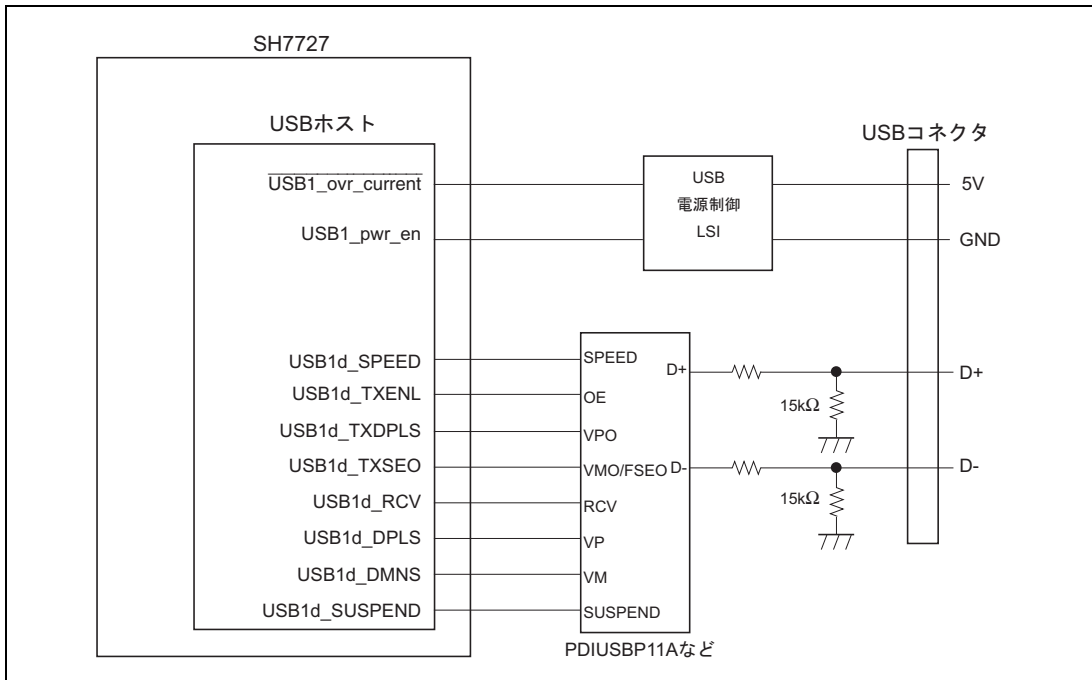 SH7727
USBホスト
USBコネクタ
USB1_ovr_current
USB1_pwr_en
USB
電源制御
LSI
5V
GND
USB1d_SPEED
USB1d_TXENL
USB1d_TXDPLS
USB1d_TXSEO
USB1d_RCV
USB1d_DPLS
USB1d_DMNS
USB1d_SUSPEND
SPEED
OE
VPO
VMO/FSEO
RCV
VP
VM
SUSPEND
D+
D-
15kΩ
15kΩ
D+
D-
PDIUSBP11Aなど